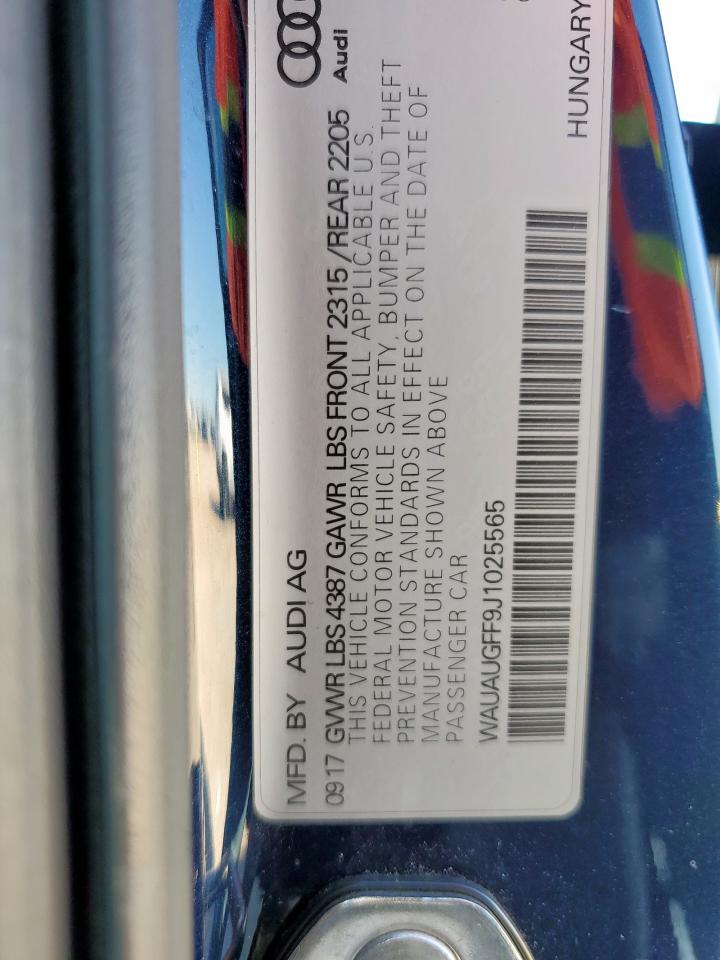 Audi
MFD. BY AUDI AG
0917 GVWR LBS 4387 GAWR LBS FRONT 2315 / REAR 2205
THIS VEHICLE CONFORMS TO ALL APPLICABLE U.S.
FEDERAL MOTOR VEHICLE SAFETY, BUMPER AND THEFT
PREVENTION STANDARDS IN EFFECT ON THE DATE OF
MANUFACTURE SHOWN ABOVE
PASSENGER CAR
WAUAUGFF9J1025565
HUNGARY